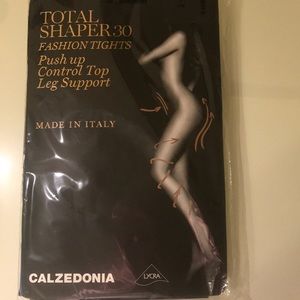 TOTAL
SHAPER 30
FASHION TIGHTS
Push up
Control Top
Leg Support
MADE IN ITALY
CALZEDONIA
LYCRA